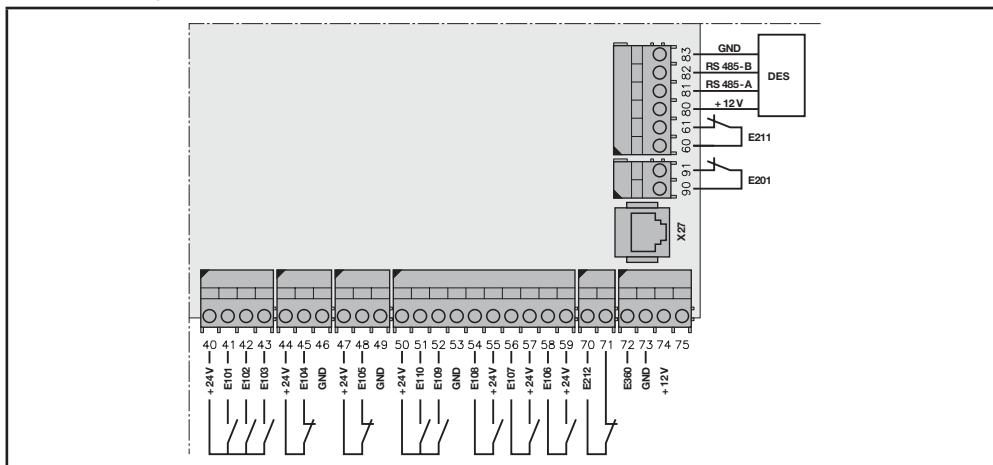 83 GND
82 RS 485-B
81 RS 485-A
80 +12V
DES
61
60
E211
91
90
E201
X27
40 41 42 43 44 45 46 47 48 49 50 51 52 53 54 55 56 57 58 59 70 71 72 73 74 75
+24V E101 E102 E103 +24V E104 GND +24V E105 GND +24V E110 E109 GND E108 +24V E107 +24V E106 +24V E212 E360 GND +12V